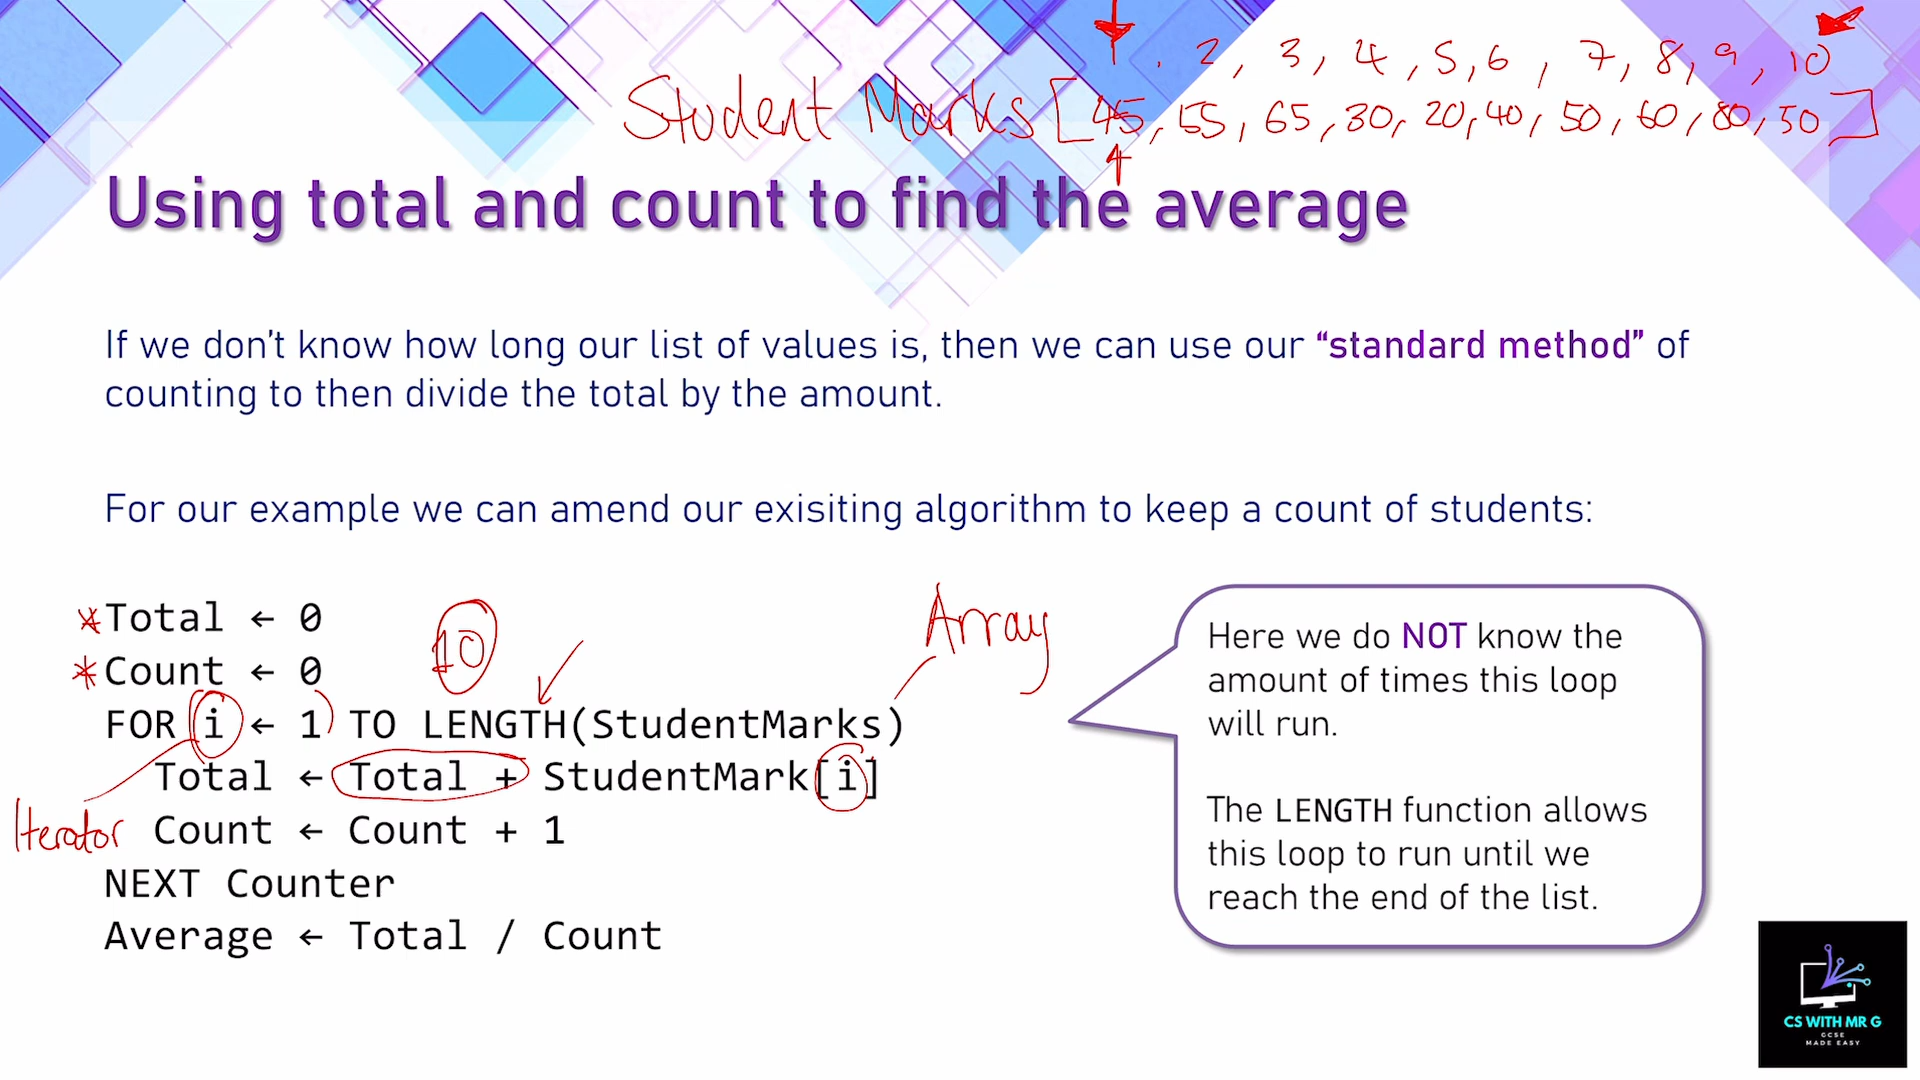 1, 2, 3, 4, 5, 6, 7, 8, 9, 10
Student Marks [45, 55, 65, 30, 20, 40, 50, 60, 80, 50]
Using total and count to find the average
If we don't know how long our list of values is, then we can use our “standard method” of
counting to then divide the total by the amount.
For our example we can amend our exisiting algorithm to keep a count of students:
*Total ← 0
*Count ← 0
10
Array
FOR i ← 1 TO LENGTH(StudentMarks)
Total ← Total + StudentMark[i]
Iterator
Count ← Count + 1
NEXT Counter
Average ← Total / Count
Here we do NOT know the
amount of times this loop
will run.
The LENGTH function allows
this loop to run until we
reach the end of the list.
CS WITH MR G
GCSE
MADE EASY